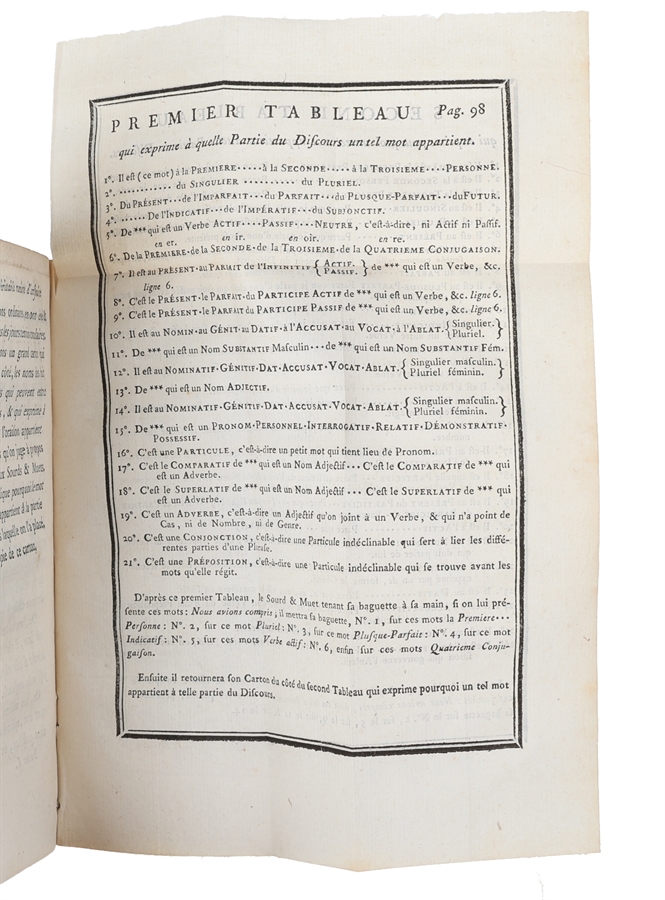 PREMIER TABLEAU Pag. 98
qui exprime à quelle Partie du Diſcours un tel mot appartient.
1°. Il eſt (ce mot) à la PREMIERE····· à la SECONDE····· à la TROISIEME····PERSONNE.
2°. ············ du SINGULIER ·········· du PLURIEL.
3°. Du PRÉSENT···de l'IMPARFAIT···du PARFAIT···du PLUSQUE-PARFAIT···du FUTUR.
4°. ······ De l'INDICATIF···de l'IMPÉRATIF···du SUBJONCTIF.
5°. De *** qui eſt un Verbe ACTIF····PASSIF····NEUTRE, c'eſt-à-dire, ni Actif ni Paſſif.
en er. en ir. en oir. en re.
6°. De la PREMIERE·de la SECONDE·de la TROISIEME·de la QUATRIEME CONJUGAISON.
7°. Il eſt au PRÉSENT·au PARFAIT de l'INFINITIF { ACTIF. PASSIF. } de *** qui eſt un Verbe, &c.
ligne 6.
8°. C'eſt le PRÉSENT·le PARFAIT du PARTICIPE ACTIF de *** qui eſt un Verbe, &c. ligne 6.
9°. C'eſt le PRÉSENT·le PARFAIT du PARTICIPE PASSIF de *** qui eſt un Verbe, &c. ligne 6.
10°. Il eſt au NOMIN·au GÉNIT·au DATIF·à l'ACCUSAT·au VOCAT·à l'ABLAT. { Singulier. Pluriel. }
11°. De *** qui eſt un Nom SUBSTANTIF Maſculin···de *** qui eſt un Nom SUBSTANTIF Fém.
12°. Il eſt au NOMINATIF·GÉNITIF·DAT·ACCUSAT·VOCAT·ABLAT. { Singulier maſculin. Pluriel féminin. }
13°. De *** qui eſt un Nom ADJECTIF.
14°. Il eſt au NOMINATIF·GÉNITIF·DAT·ACCUSAT·VOCAT·ABLAT. { Singulier maſculin. Pluriel féminin. }
15°. De *** qui eſt un PRONOM·PERSONNEL·INTERROGATIF·RELATIF·DÉMONSTRATIF·
POSSESSIF.
16°. C'eſt une PARTICULE, c'eſt-à-dire un petit mot qui tient lieu de Pronom.
17°. C'eſt le COMPARATIF de *** qui eſt un Nom Adjectif... C'eſt le COMPARATIF de *** qui
eſt un Adverbe.
18°. C'eſt le SUPERLATIF de *** qui eſt un Nom Adjectif... C'eſt le SUPERLATIF de *** qui
eſt un Adverbe.
19°. C'eſt un ADVERBE, c'eſt-à-dire un Adjectif qu'on joint à un Verbe, & qui n'a point de
Cas, ni de Nombre, ni de Genre.
20°. C'eſt une CONJONCTION, c'eſt-à-dire une Particule indéclinable qui ſert à lier les diffé-
rentes parties d'une Phraſe.
21°. C'eſt une PRÉPOSITION, c'eſt-à-dire une Particule indéclinable qui ſe trouve avant les
mots qu'elle régit.
D'après ce premier Tableau, le Sourd & Muet tenant ſa baguette à ſa main, ſi on lui pré-
ſente ces mots: Nous avions compris; il mettra ſa baguette, N°. 1, ſur ces mots la Premiere···
Perſonne: N°. 2, ſur ce mot Pluriel: N°. 3, ſur ce mot Pluſque-Parfait: N°. 4, ſur ce mot
Indicatif: N°. 5, ſur ces mots Verbe actif: N°. 6, enfin ſur ces mots Quatrieme Conju-
gaiſon.
Enſuite il retournera ſon Carton du côté du ſecond Tableau qui exprime pourquoi un tel mot
appartient à telle partie du Diſcours.